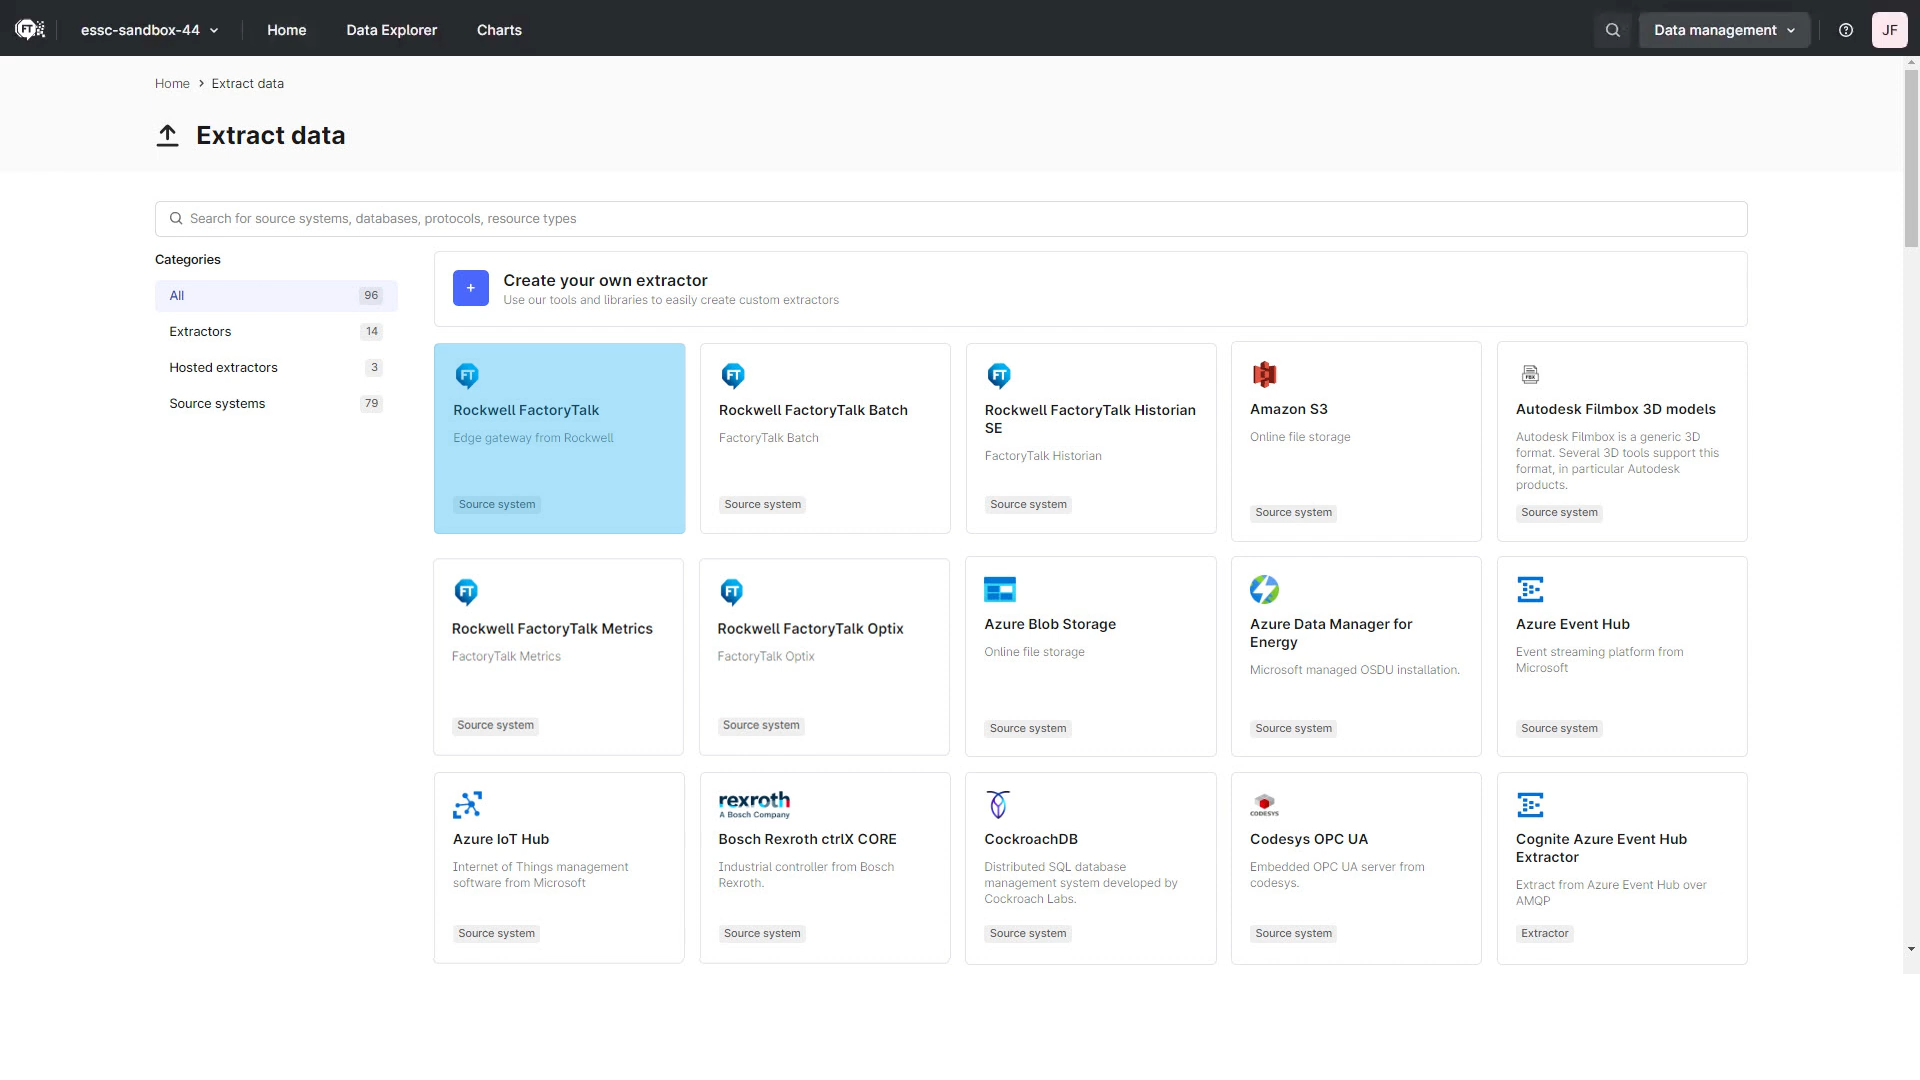 FT
essc-sandbox-44
Home
Data Explorer
Charts
Data management
JF
Home > Extract data
Extract data
Search for source systems, databases, protocols, resource types
Categories
All 96
Extractors 14
Hosted extractors 3
Source systems 79
+
Create your own extractor
Use our tools and libraries to easily create custom extractors
FT
Rockwell FactoryTalk
Edge gateway from Rockwell
Source system
FT
Rockwell FactoryTalk Batch
FactoryTalk Batch
Source system
FT
Rockwell FactoryTalk Historian
SE
FactoryTalk Historian
Source system
Amazon S3
Online file storage
Source system
FBX
Autodesk Filmbox 3D models
Autodesk Filmbox is a generic 3D
format. Several 3D tools support this
format, in particular Autodesk
products.
Source system
FT
Rockwell FactoryTalk Metrics
FactoryTalk Metrics
Source system
FT
Rockwell FactoryTalk Optix
FactoryTalk Optix
Source system
Azure Blob Storage
Online file storage
Source system
Azure Data Manager for
Energy
Microsoft managed OSDU installation.
Source system
Azure Event Hub
Event streaming platform from
Microsoft
Source system
Azure IoT Hub
Internet of Things management
software from Microsoft
Source system
rexroth
A Bosch Company
Bosch Rexroth ctrlX CORE
Industrial controller from Bosch
Rexroth.
Source system
CockroachDB
Distributed SQL database
management system developed by
Cockroach Labs.
Source system
CODESYS
Codesys OPC UA
Embedded OPC UA server from
codesys.
Source system
Cognite Azure Event Hub
Extractor
Extract from Azure Event Hub over
AMQP
Extractor